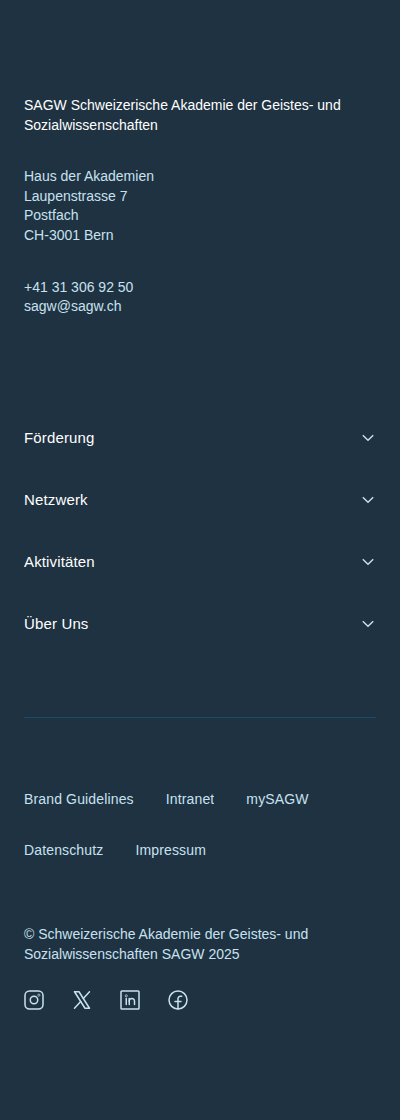 SAGW Schweizerische Akademie der Geistes- und
Sozialwissenschaften
Haus der Akademien
Laupenstrasse 7
Postfach
CH-3001 Bern
+41 31 306 92 50
sagw@sagw.ch
Förderung
Netzwerk
Aktivitäten
Über Uns
Brand Guidelines Intranet mySAGW
Datenschutz Impressum
© Schweizerische Akademie der Geistes- und
Sozialwissenschaften SAGW 2025